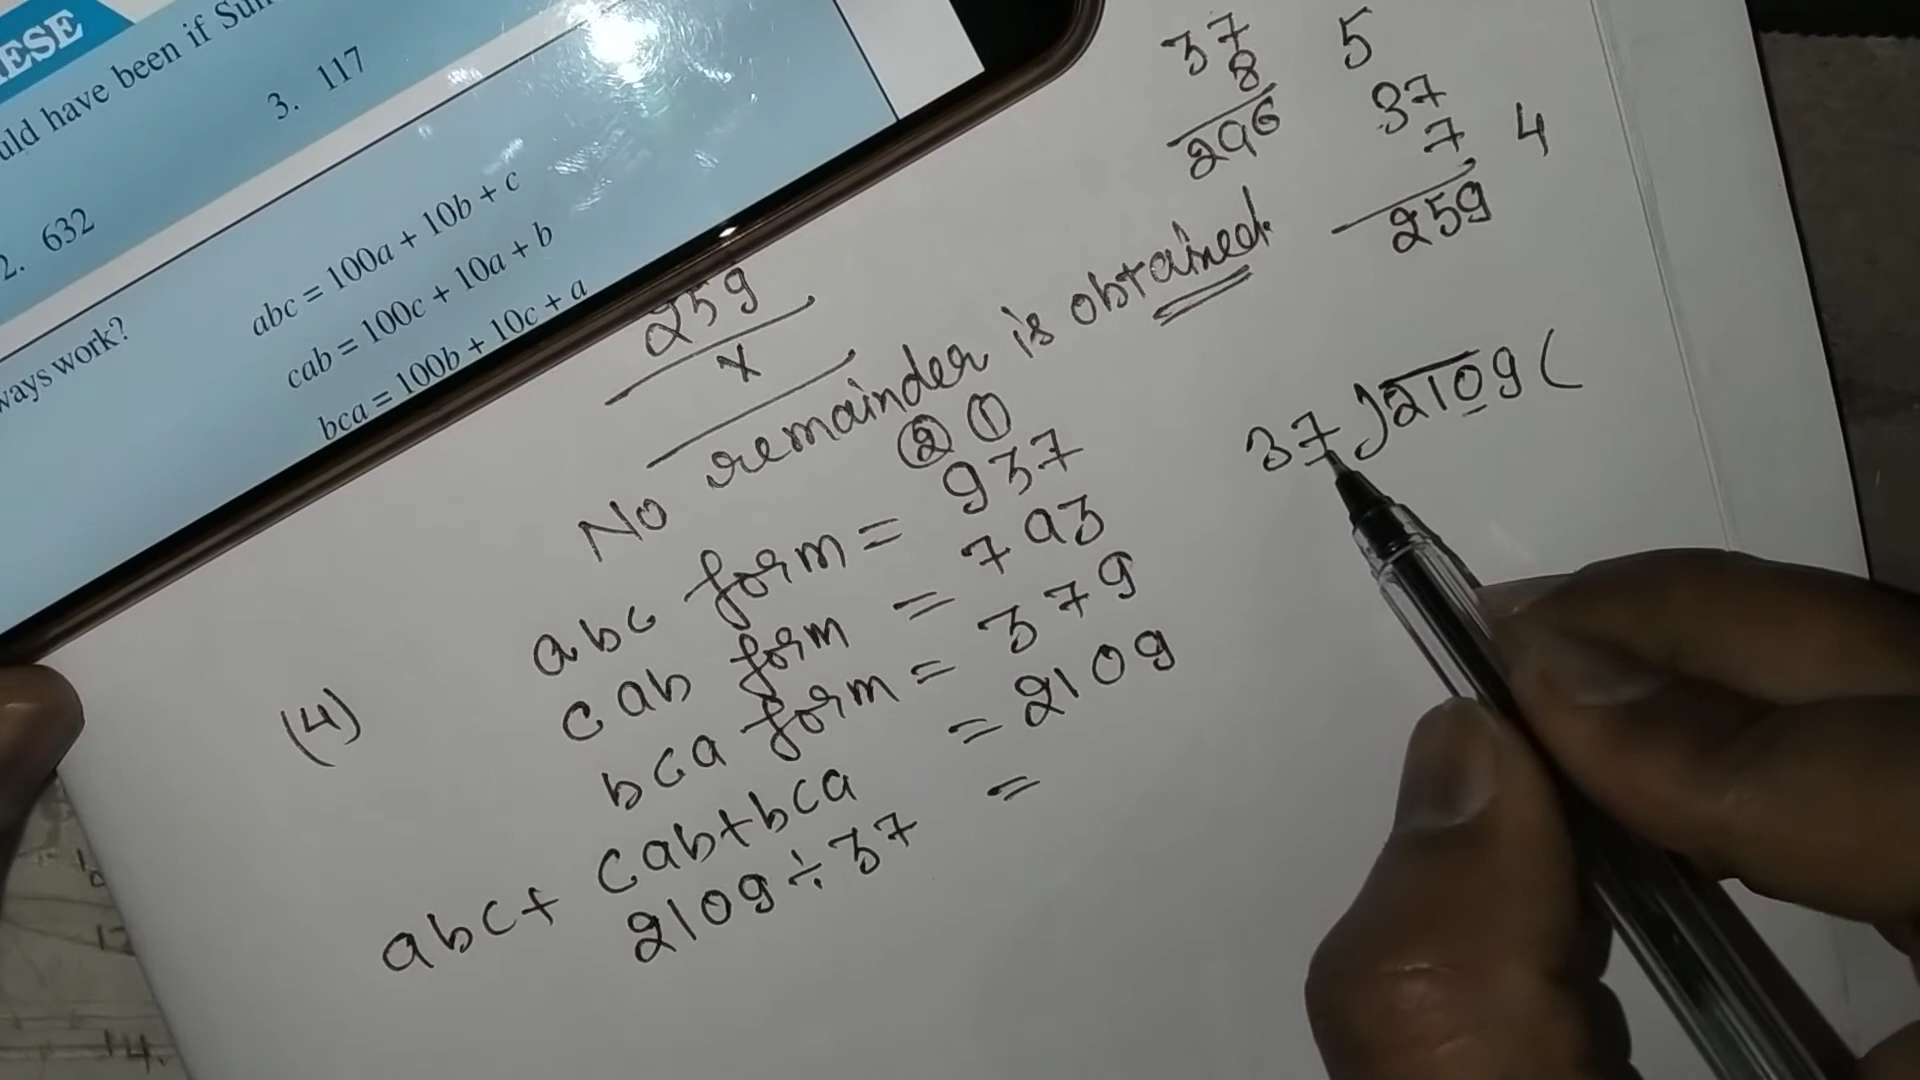 ESE
uld have been if Sun
2. 632
3. 117
ways work?
abc = 100a + 10b + c
cab = 100c + 10a + b
bca = 100b + 10c + a
37
8
296
5
37
7 4
259
259
x
No remainder is obtained.
② ①
(4) abc form = 937
cab form = 793
bca form = 379
abc + cab+bca = 2109
2109 ÷ 37 =
37)2109(